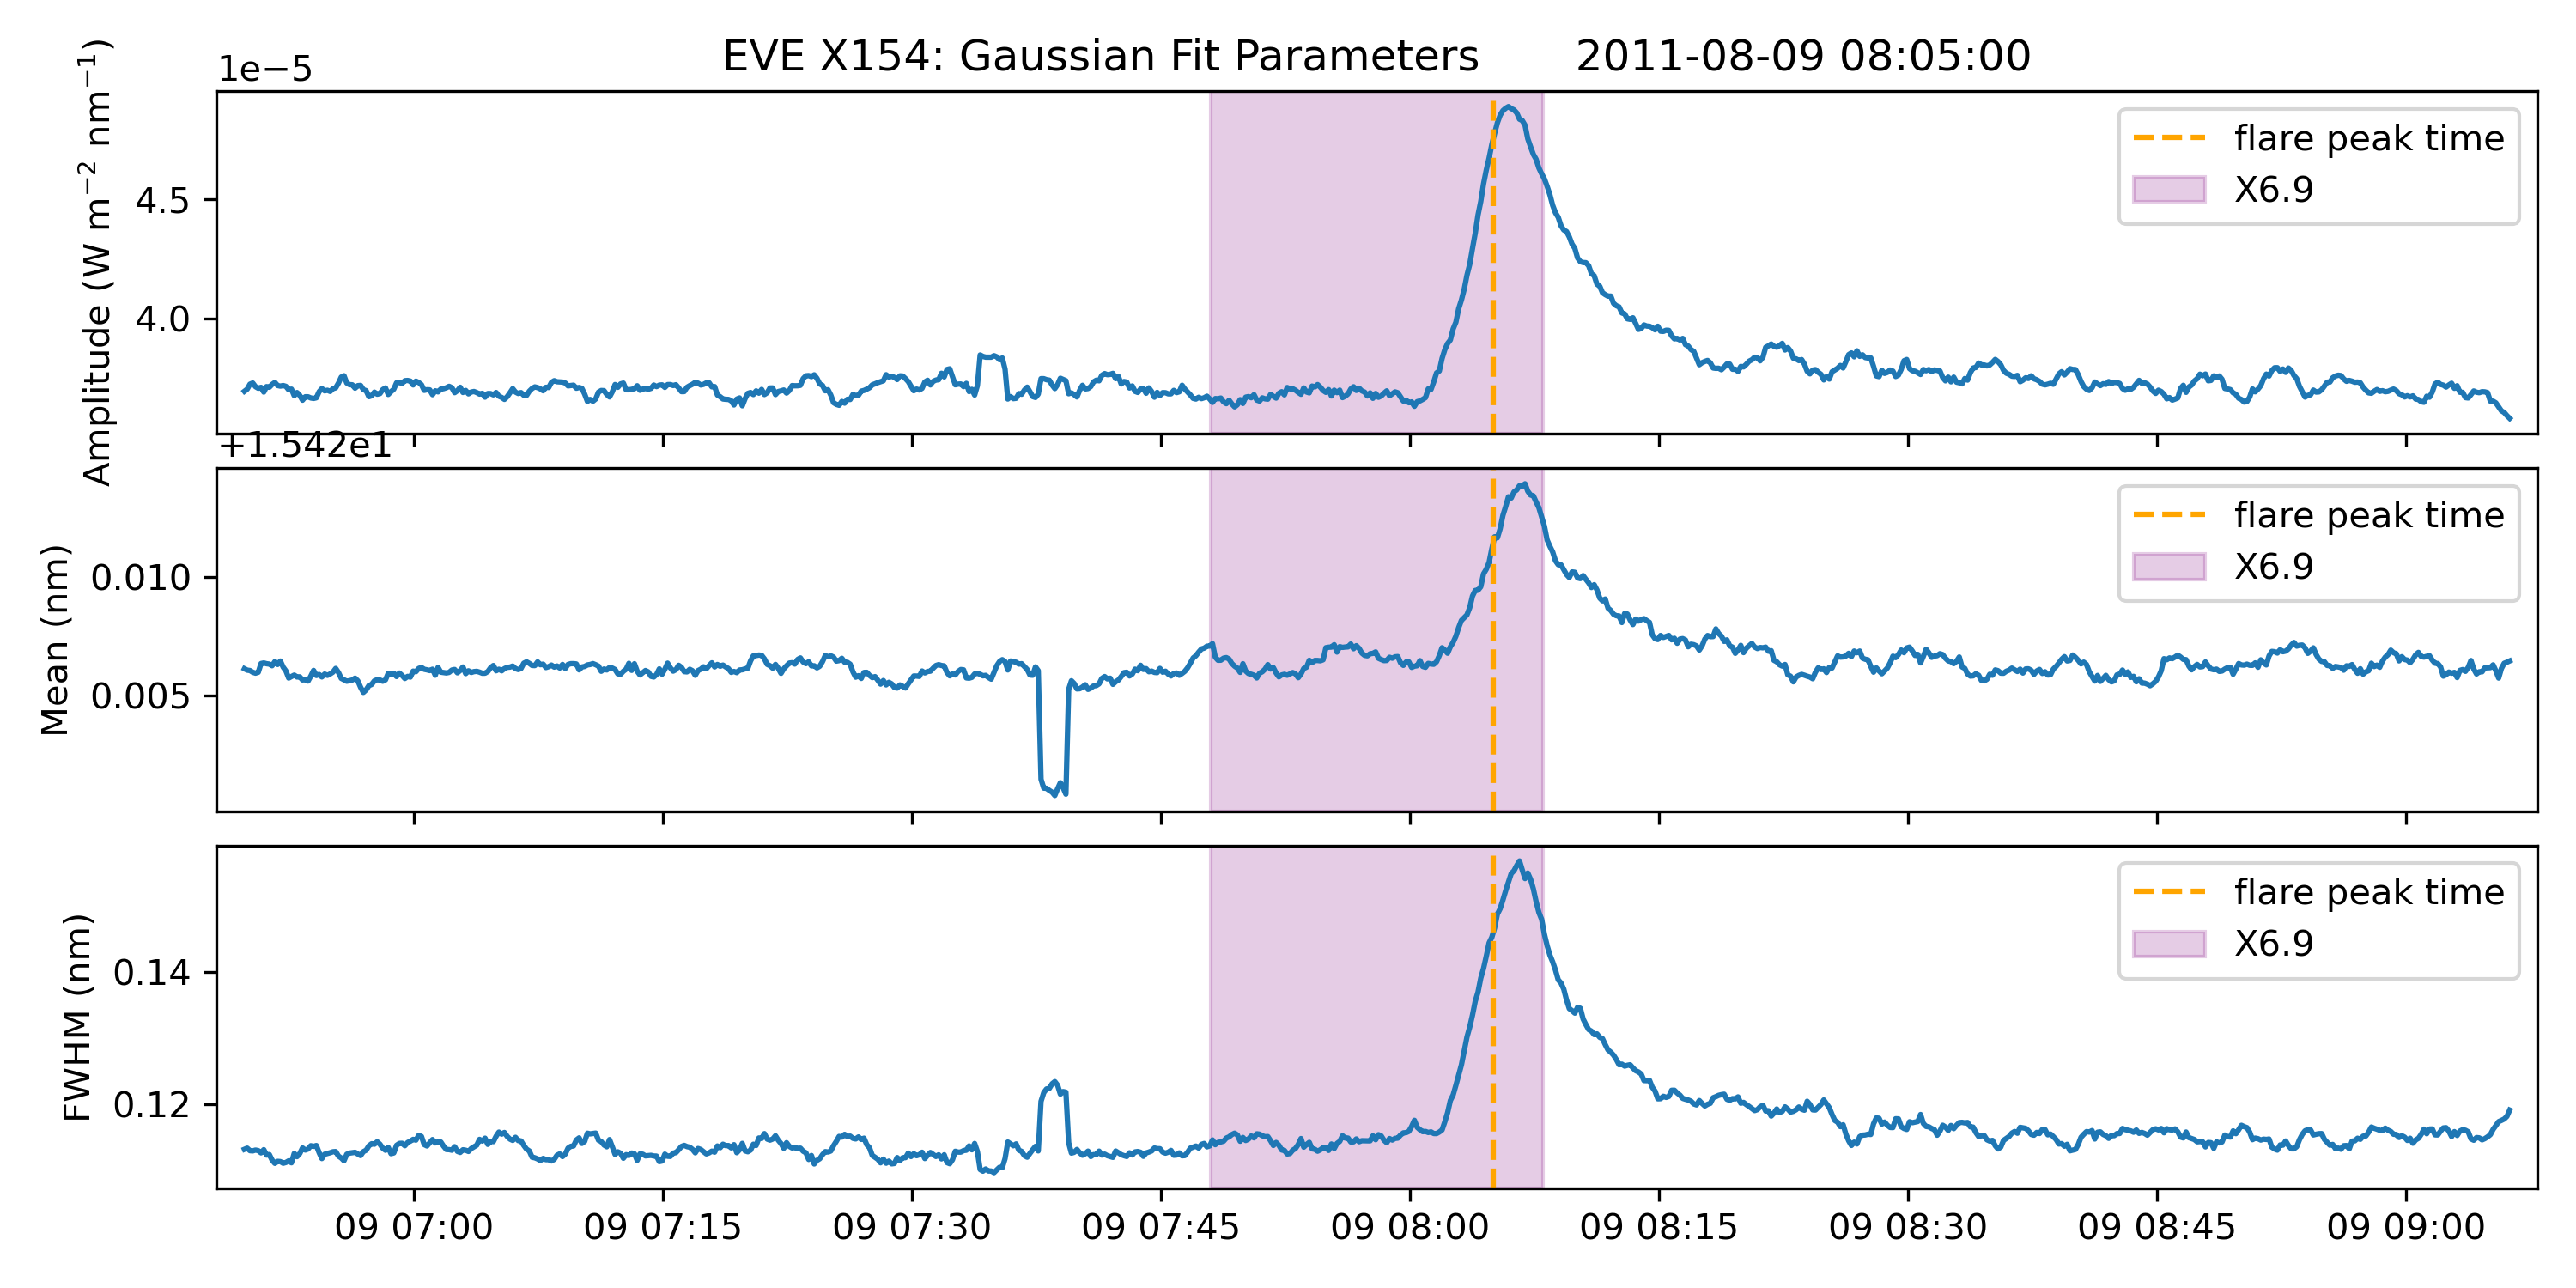 EVE X154: Gaussian Fit Parameters 2011-08-09 08:05:00
1e−5
Amplitude (W m⁻² nm⁻¹)
4.5
4.0
flare peak time
X6.9
+1.542e1
Mean (nm)
0.010
0.005
flare peak time
X6.9
FWHM (nm)
0.14
0.12
flare peak time
X6.9
09 07:00 09 07:15 09 07:30 09 07:45 09 08:00 09 08:15 09 08:30 09 08:45 09 09:00